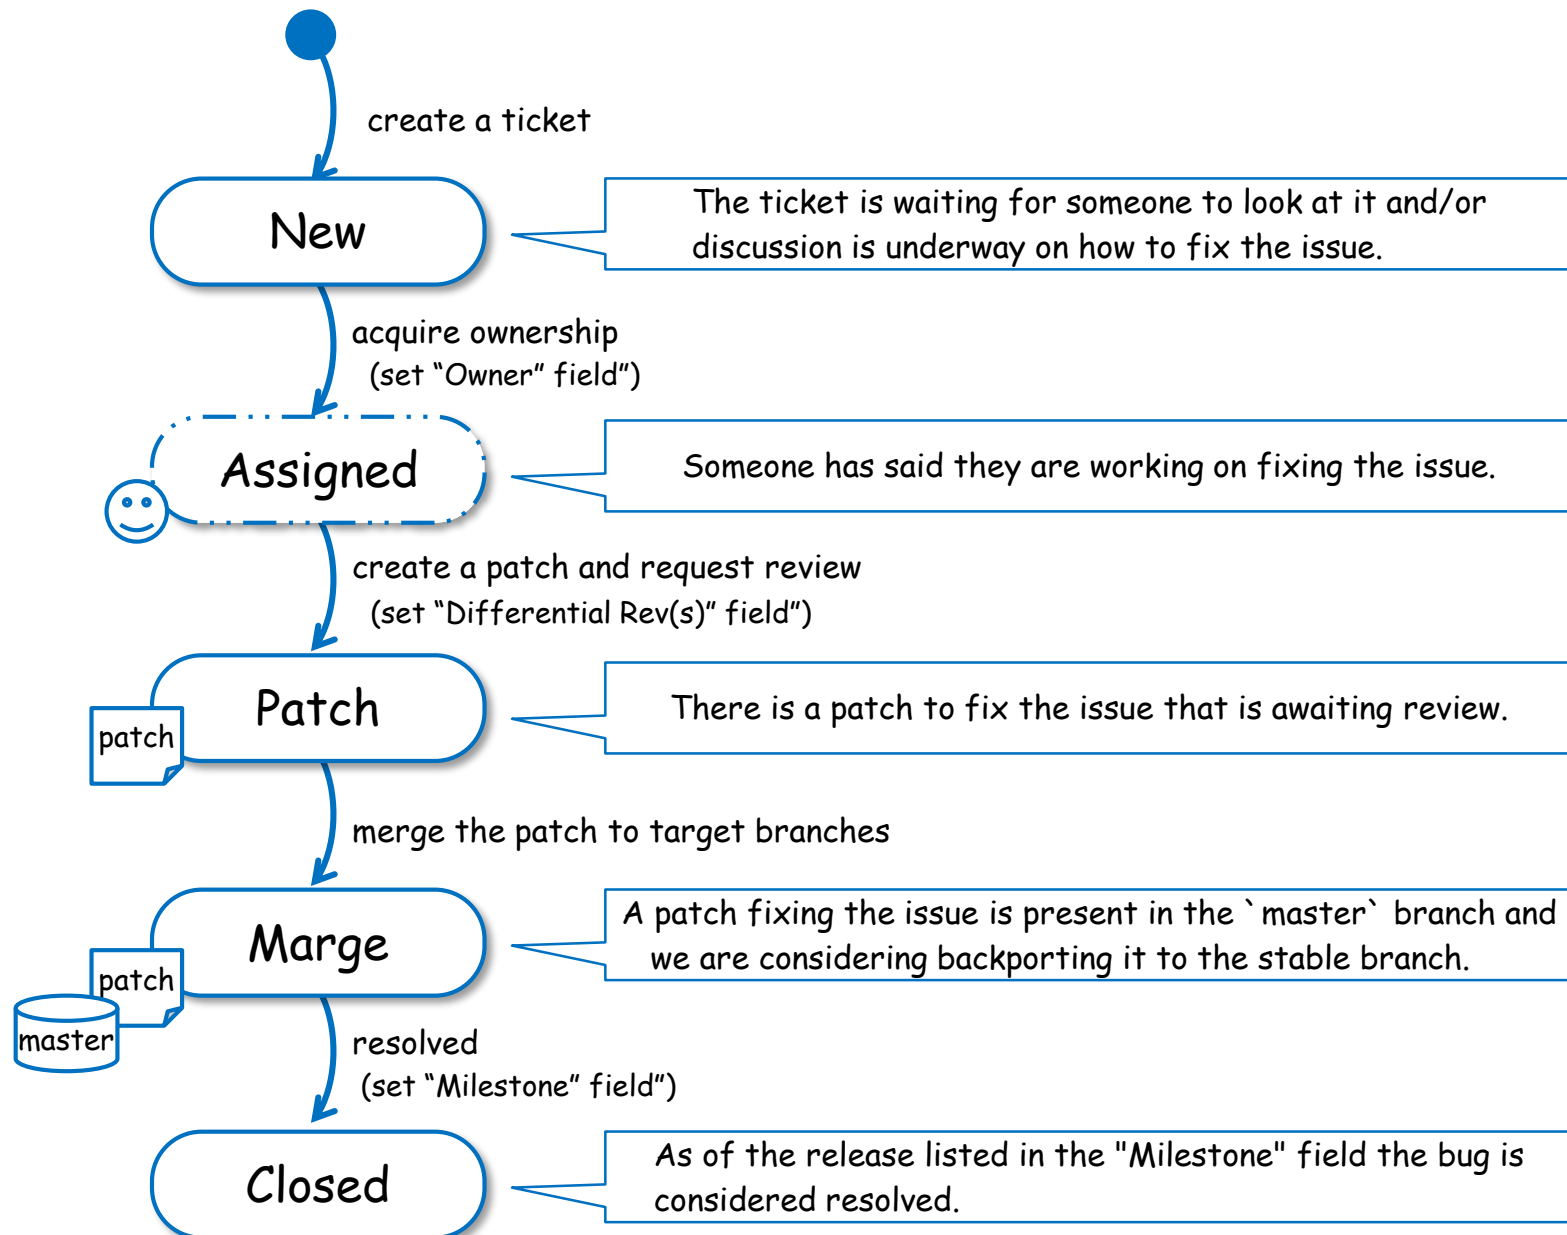 create a ticket
New
The ticket is waiting for someone to look at it and/or
discussion is underway on how to fix the issue.
acquire ownership
(set “Owner” field”)
Assigned
Someone has said they are working on fixing the issue.
create a patch and request review
(set “Differential Rev(s)” field”)
Patch
patch
There is a patch to fix the issue that is awaiting review.
merge the patch to target branches
Marge
patch
master
A patch fixing the issue is present in the `master` branch and
we are considering backporting it to the stable branch.
resolved
(set “Milestone” field”)
Closed
As of the release listed in the "Milestone" field the bug is
considered resolved.